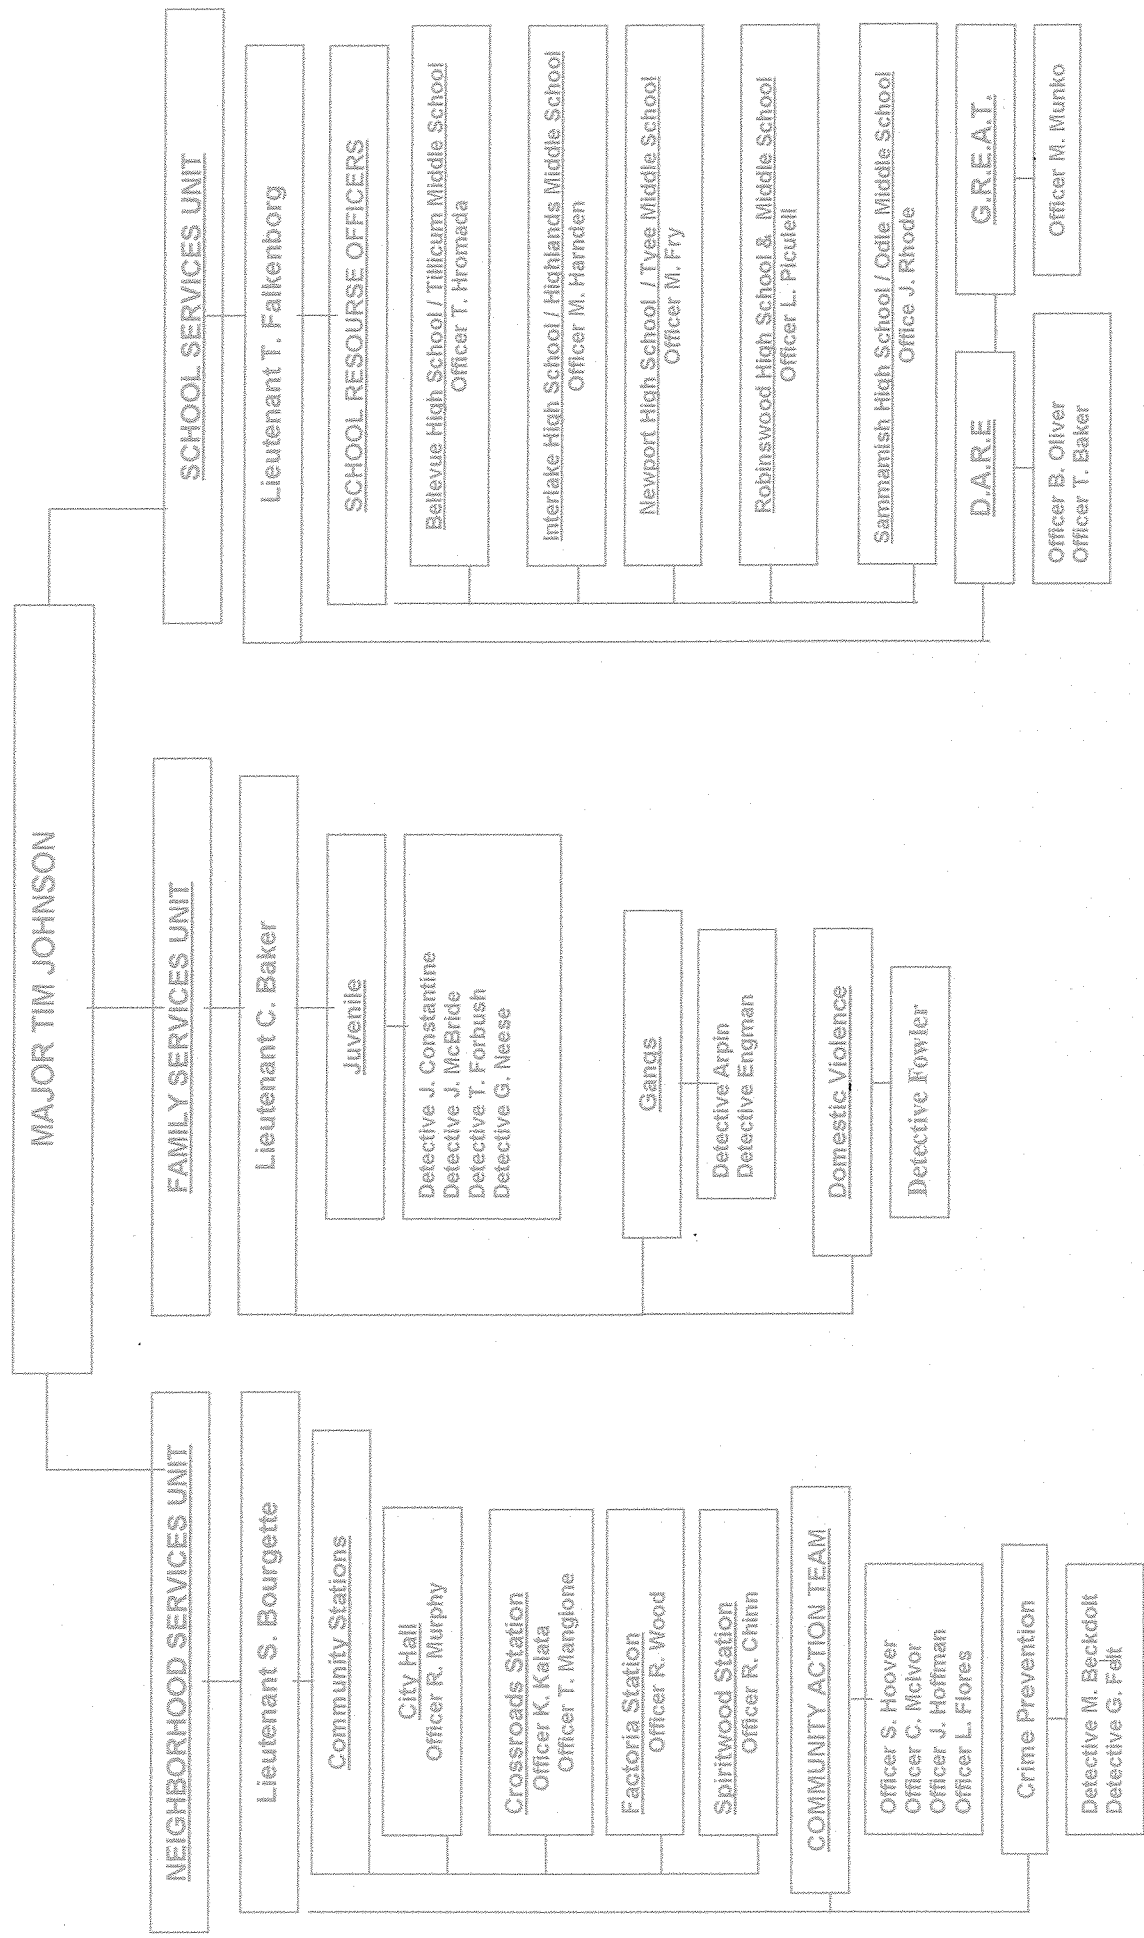 MAJOR TIM JOHNSON
NEIGHBORHOOD SERVICES UNIT
Lieutenant S. Bourgette
Community Stations
City Hall
Officer R. Murphy
Crossroads Station
Officer K. Kalata
Officer T. Mangione
Factoria Station
Officer R. Wood
Spiritwood Station
Officer R. Chinn
COMMUNITY ACTION TEAM
Officer S. Hoover
Officer C. McIvor
Officer J. Hofman
Officer L. Flores
Crime Prevention
Detective M. Beckdolt
Detective G. Felt
FAMILY SERVICES UNIT
Lieutenant C. Baker
Juvenile
Detective J. Constantine
Detective J. McBride
Detective T. Forbush
Detective G. Neese
Gangs
Detective Arpin
Detective Engman
Domestic Violence
Detective Fowler
SCHOOL SERVICES UNIT
Lieutenant T. Falkenborg
SCHOOL RESOURSE OFFICERS
Bellevue High School / Tillicum Middle School
Officer T. Hromada
Interlake High School / Highlands Middle School
Officer M. Harnden
Newport High School / Tyee Middle School
Officer M. Fry
Robinswood High School & Middle School
Officer L. Piculell
Sammamish High School / Odle Middle School
Office J. Rhode
D.A.R.E
Officer B. Oliver
Officer T. Baker
G.R.E.A.T.
Officer M. Munko